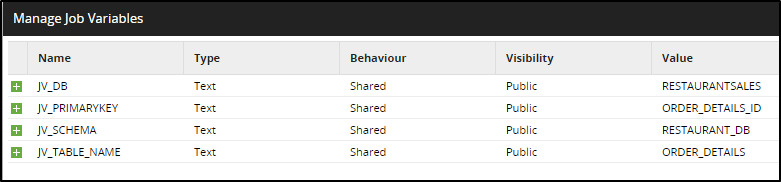 Manage Job Variables
Name Type Behaviour Visibility Value
JV_DB Text Shared Public RESTAURANTSALES
JV_PRIMARYKEY Text Shared Public ORDER_DETAILS_ID
JV_SCHEMA Text Shared Public RESTAURANT_DB
JV_TABLE_NAME Text Shared Public ORDER_DETAILS